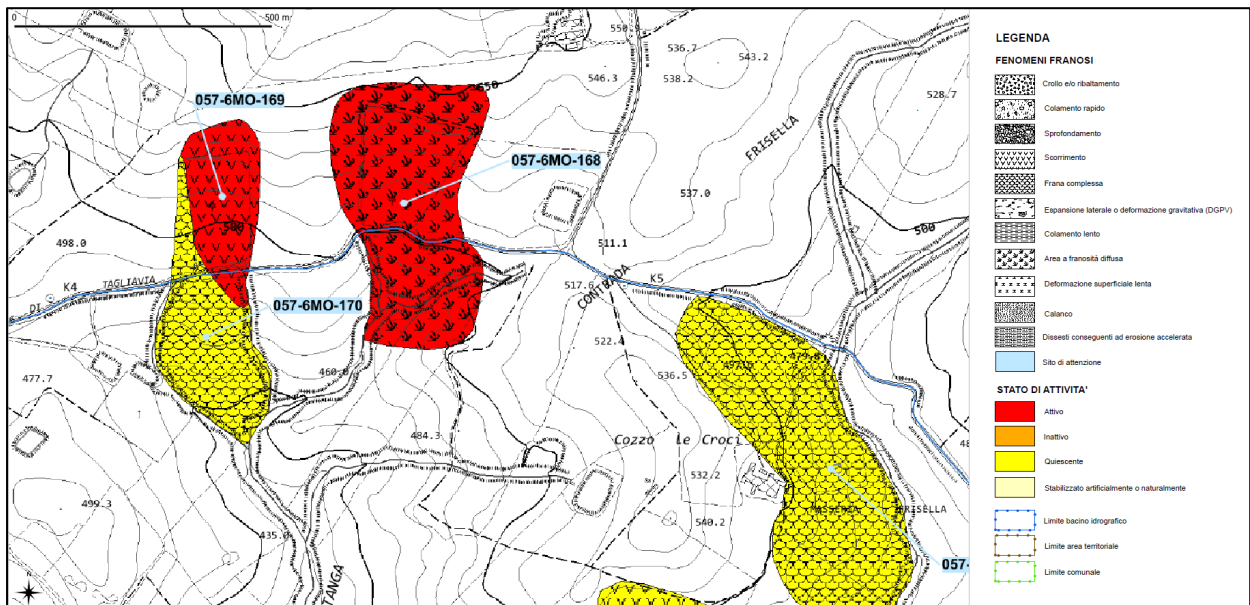 0
500 m
550.9
536.7
543.2
538.2
546.3
550
528.7
057-6MO-169
057-6MO-168
FRISELLA
537.0
500
500
498.0
511.1
K4
TAGLIAVIA
DI
K5
517.6
CONTRADA
057-6MO-170
522.4
536.5
477.7
460.0
484.3
Cozzo le Croci
532.2
499.3
540.2
MASSERIA FRISELLA
435.0
TANGA
057-
LEGENDA
FENOMENI FRANOSI
Crollo e/o ribaltamento
Colamento rapido
Sprofondamento
Scorrimento
Frana complessa
Espansione laterale o deformazione gravitativa (DGPV)
Colamento lento
Area a franosità diffusa
Deformazione superficiale lenta
Calanco
Dissesti conseguenti ad erosione accelerata
Sito di attenzione
STATO DI ATTIVITA'
Attivo
Inattivo
Quiescente
Stabilizzato artificialmente o naturalmente
Limite bacino idrografico
Limite area territoriale
Limite comunale